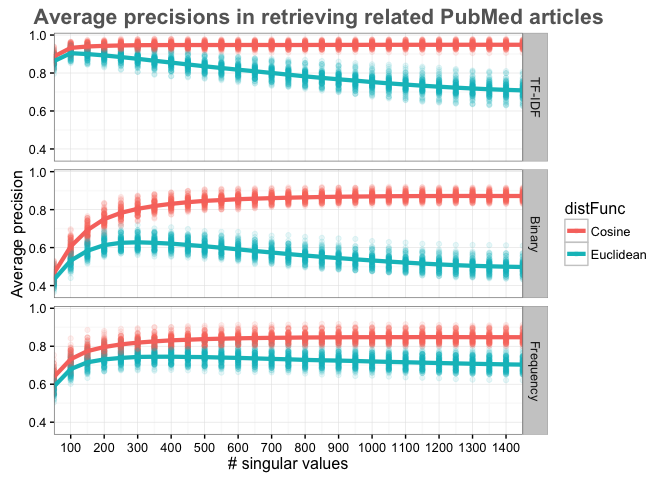 Average precisions in retrieving related PubMed articles
1.0
0.8
0.6
0.4
TF-IDF
1.0
0.8
0.6
0.4
Binary
1.0
0.8
0.6
0.4
Frequency
Average precision
100 200 300 400 500 600 700 800 900 1000 1100 1200 1300 1400
# singular values
distFunc
Cosine
Euclidean